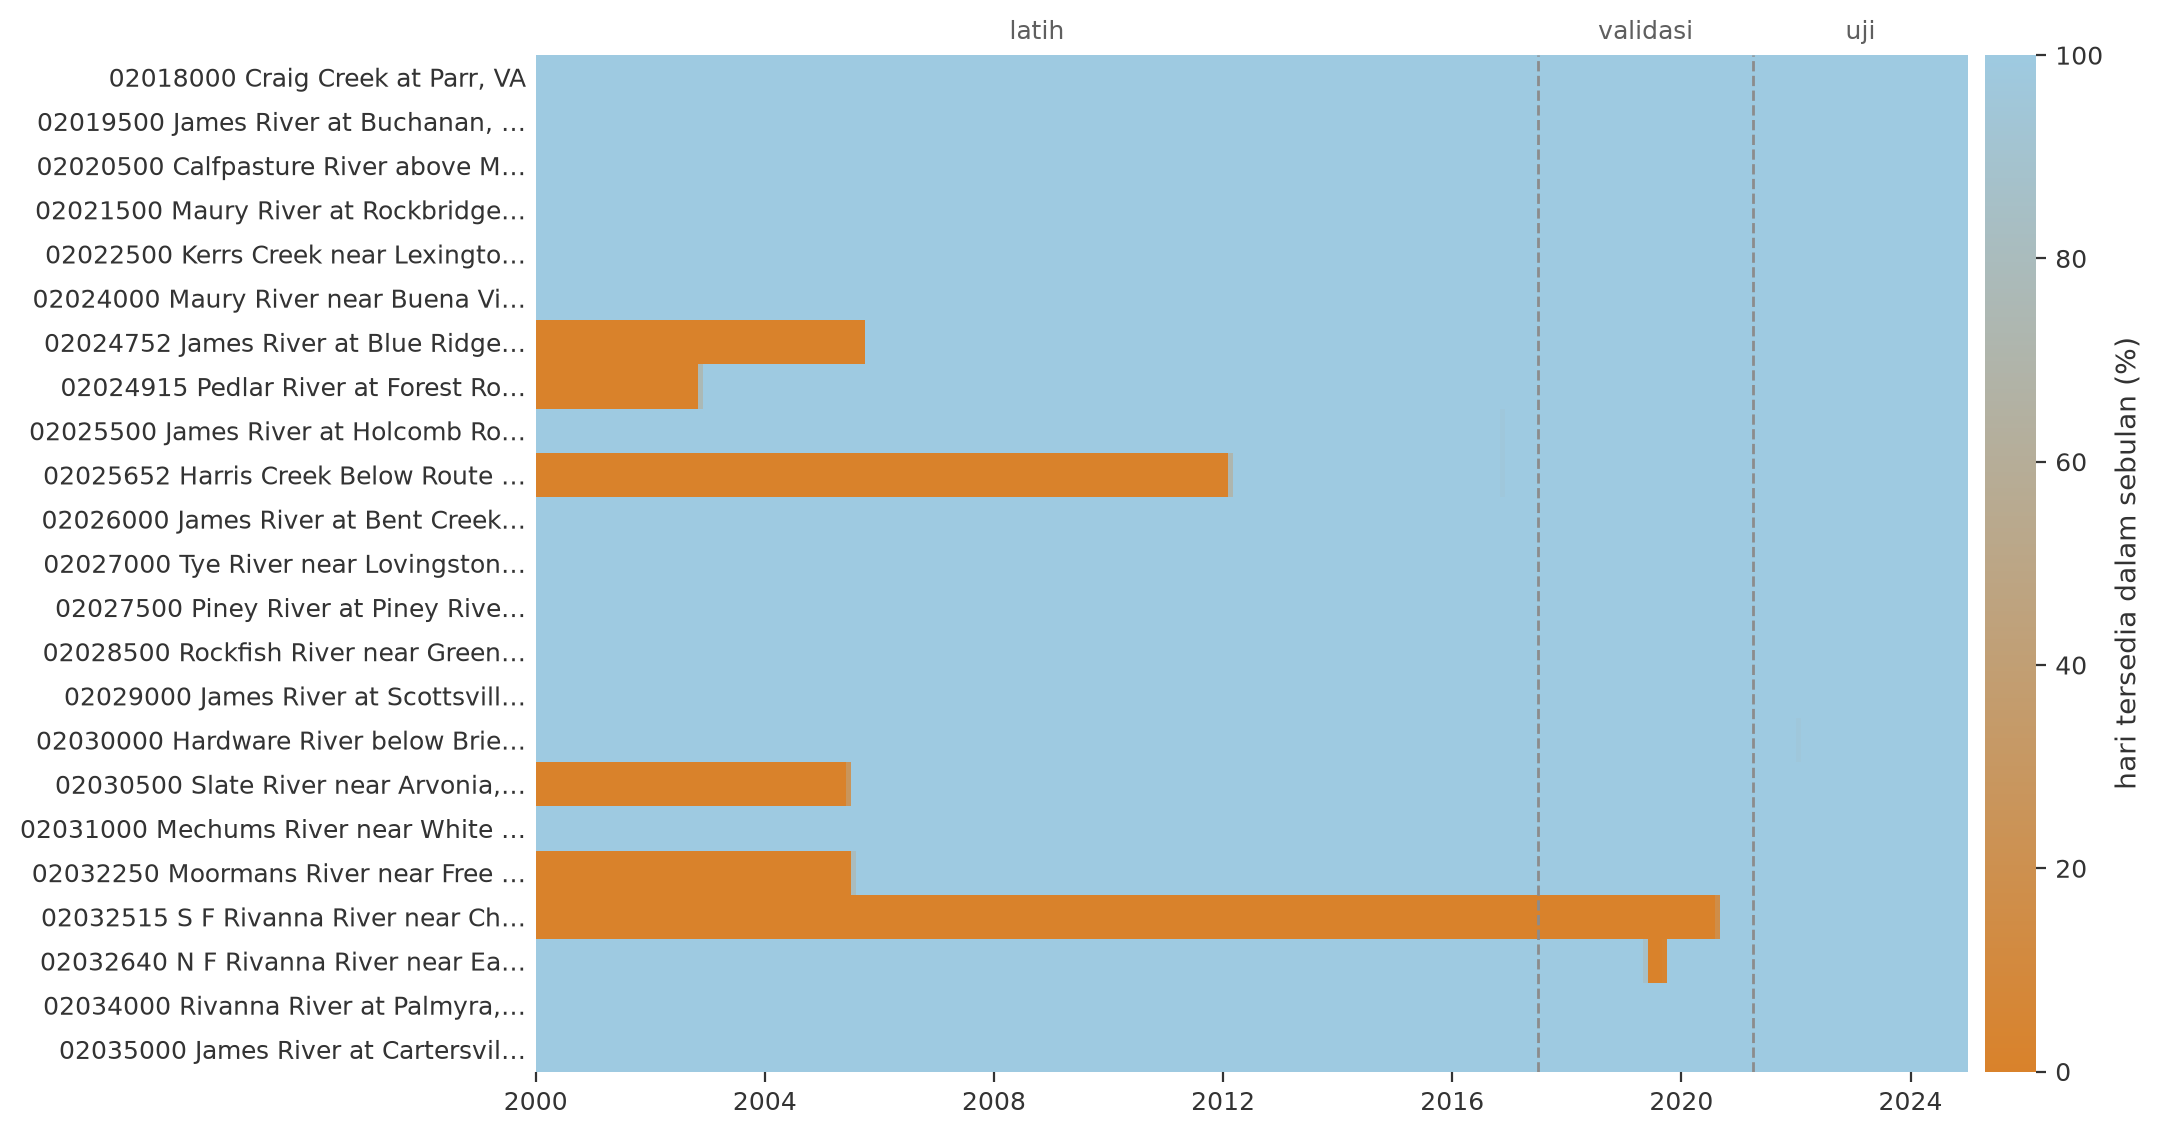 latih
validasi
uji
02018000 Craig Creek at Parr, VA
02019500 James River at Buchanan, …
02020500 Calfpasture River above M…
02021500 Maury River at Rockbridge…
02022500 Kerrs Creek near Lexingto…
02024000 Maury River near Buena Vi…
02024752 James River at Blue Ridge…
02024915 Pedlar River at Forest Ro…
02025500 James River at Holcomb Ro…
02025652 Harris Creek Below Route …
02026000 James River at Bent Creek…
02027000 Tye River near Lovingston…
02027500 Piney River at Piney Rive…
02028500 Rockfish River near Green…
02029000 James River at Scottsvill…
02030000 Hardware River below Brie…
02030500 Slate River near Arvonia,…
02031000 Mechums River near White …
02032250 Moormans River near Free …
02032515 S F Rivanna River near Ch…
02032640 N F Rivanna River near Ea…
02034000 Rivanna River at Palmyra,…
02035000 James River at Cartersvil…
2000
2004
2008
2012
2016
2020
2024
100
80
60
40
20
0
hari tersedia dalam sebulan (%)